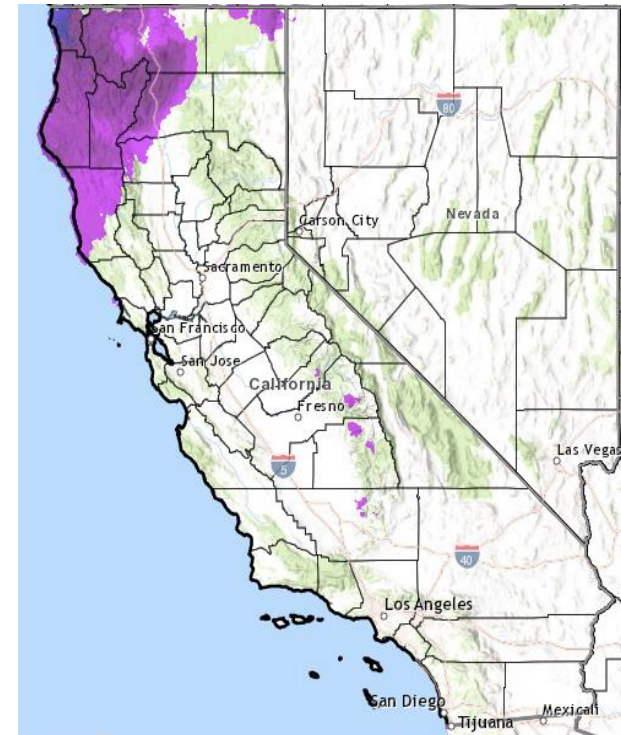 80
Nevada
Carson City
Sacramento
San Francisco
San Jose
California
Fresno
Las Vegas
5
40
Los Angeles
San Diego
Mexicali
Tijuana